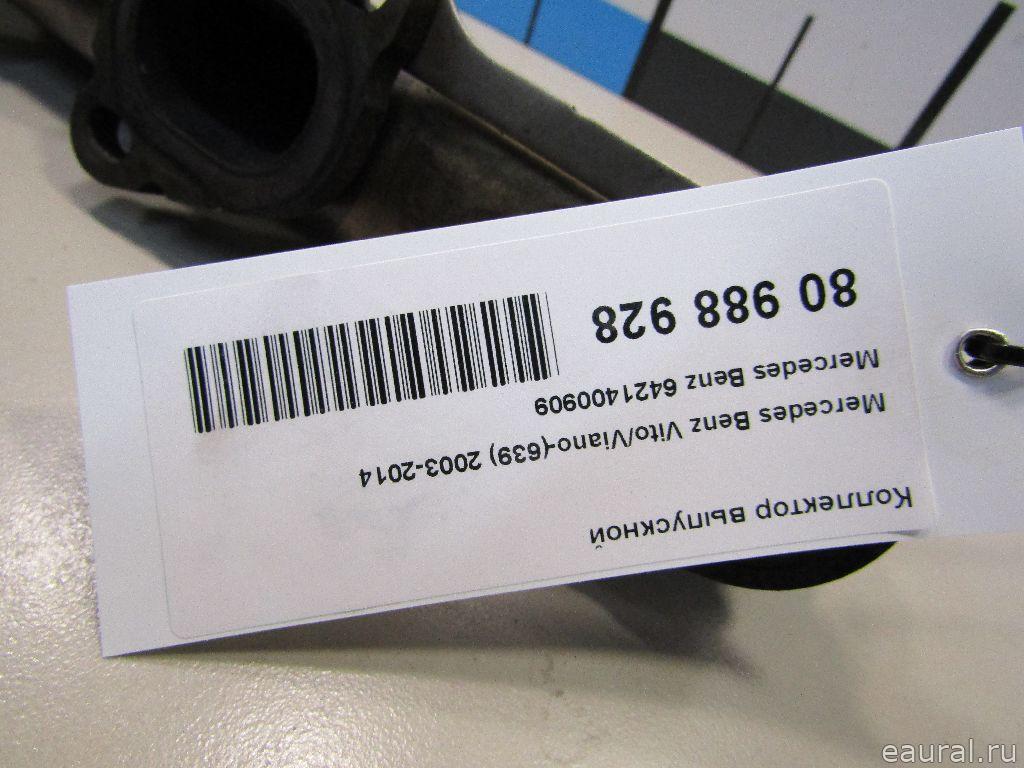 Коллектор выпускной
Mercedes Benz Vito/Viano-(639) 2003-2014
Mercedes Benz 6421400909
80 988 928
eaural.ru